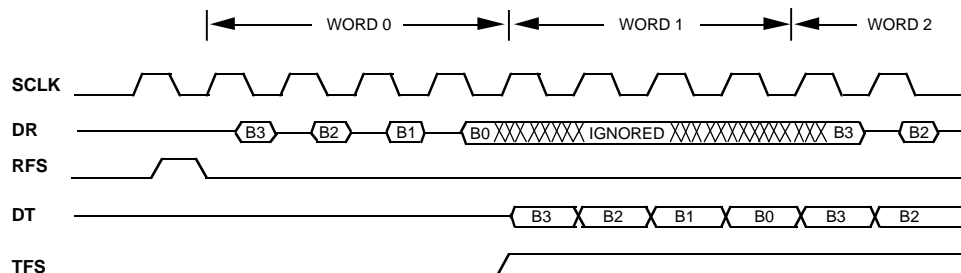 WORD 0 WORD 1 WORD 2
SCLK
DR B3 B2 B1 B0 IGNORED B3 B2
RFS
DT B3 B2 B1 B0 B3 B2
TFS